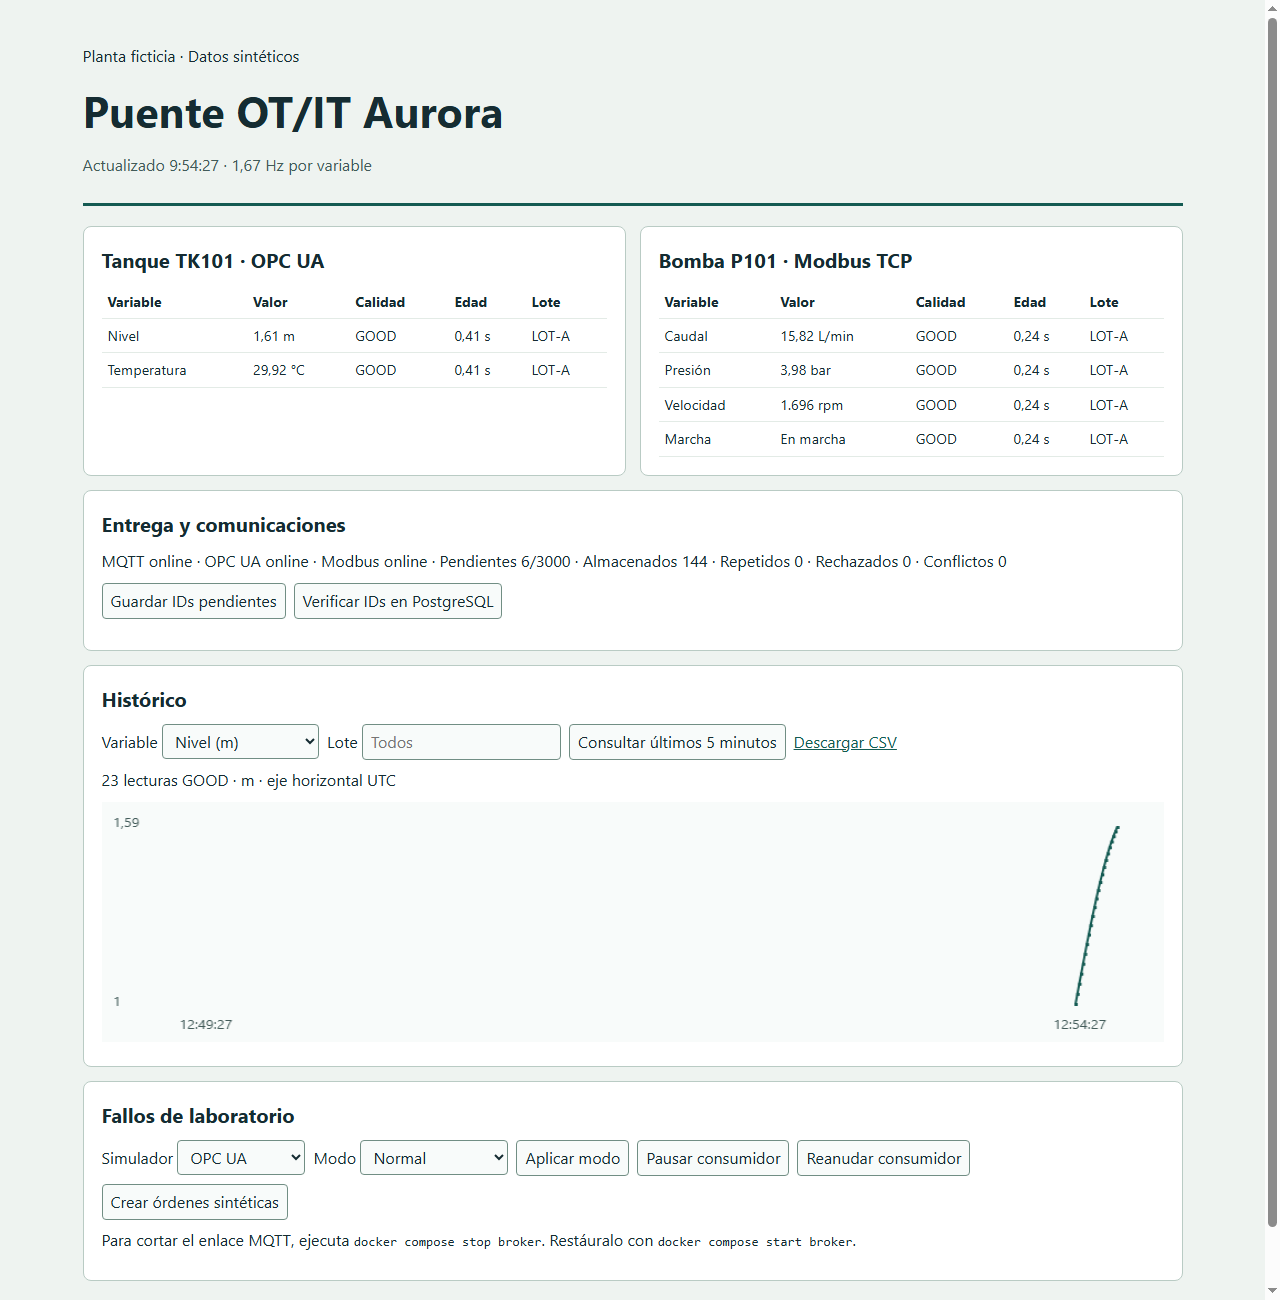 Planta ficticia · Datos sintéticos
Puente OT/IT Aurora
Actualizado 9:54:27 · 1,67 Hz por variable
Tanque TK101 · OPC UA
Variable Valor Calidad Edad Lote
Nivel 1,61 m GOOD 0,41 s LOT-A
Temperatura 29,92 °C GOOD 0,41 s LOT-A
Bomba P101 · Modbus TCP
Variable Valor Calidad Edad Lote
Caudal 15,82 L/min GOOD 0,24 s LOT-A
Presión 3,98 bar GOOD 0,24 s LOT-A
Velocidad 1.696 rpm GOOD 0,24 s LOT-A
Marcha En marcha GOOD 0,24 s LOT-A
Entrega y comunicaciones
MQTT online · OPC UA online · Modbus online · Pendientes 6/3000 · Almacenados 144 · Repetidos 0 · Rechazados 0 · Conflictos 0
Guardar IDs pendientes Verificar IDs en PostgreSQL
Histórico
Variable Nivel (m) Lote Todos Consultar últimos 5 minutos Descargar CSV
23 lecturas GOOD · m · eje horizontal UTC
1,59
1
12:49:27 12:54:27
Fallos de laboratorio
Simulador OPC UA Modo Normal Aplicar modo Pausar consumidor Reanudar consumidor
Crear órdenes sintéticas
Para cortar el enlace MQTT, ejecuta docker compose stop broker. Restáuralo con docker compose start broker.